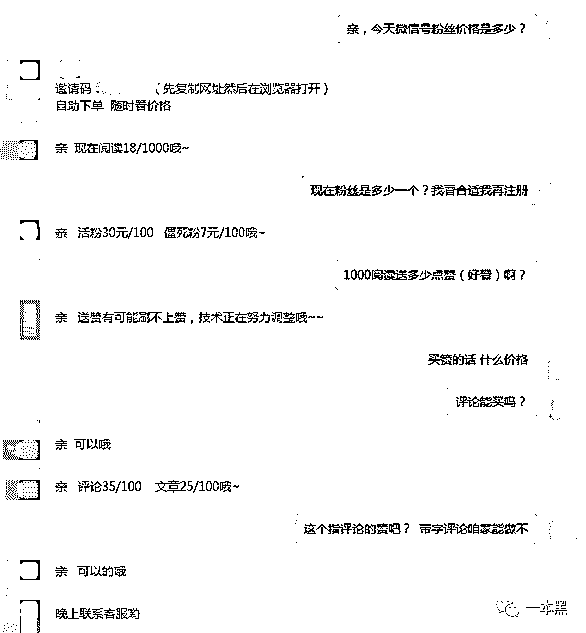 亲，今天微信号粉丝价格是多少？
邀请码： （先复制网址然后在浏览器打开）
自助下单 随时看价格
亲 现在阅读18/1000哦~
现在粉丝是多少一个？我看合适我再注册
亲 活粉30元/100 僵死粉7元/100哦~
1000阅读送多少点赞（好看）啊？
亲 送赞有可能都不上赞，技术正在努力调整哦~~
买赞的话 什么价格
评论能买吗？
亲 可以哦
亲 评论35/100 文章25/100哦~
这个指评论的赞吧？ 带字评论咱家能做不
亲 可以的哦
晚上联系客服哟
一本黑